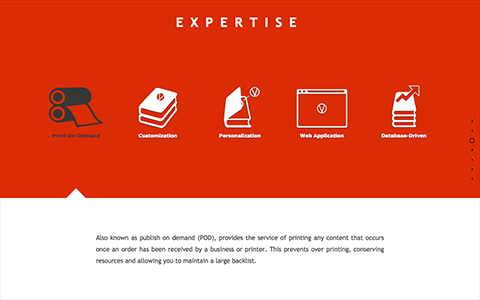 EXPERTISE
Print-On-Demand
Customization
Personalization
Web Application
Database-Driven
Also known as publish on demand (POD), provides the service of printing any content that occurs
once an order has been received by a business or printer. This prevents over printing, conserving
resources and allowing you to maintain a large backlist.